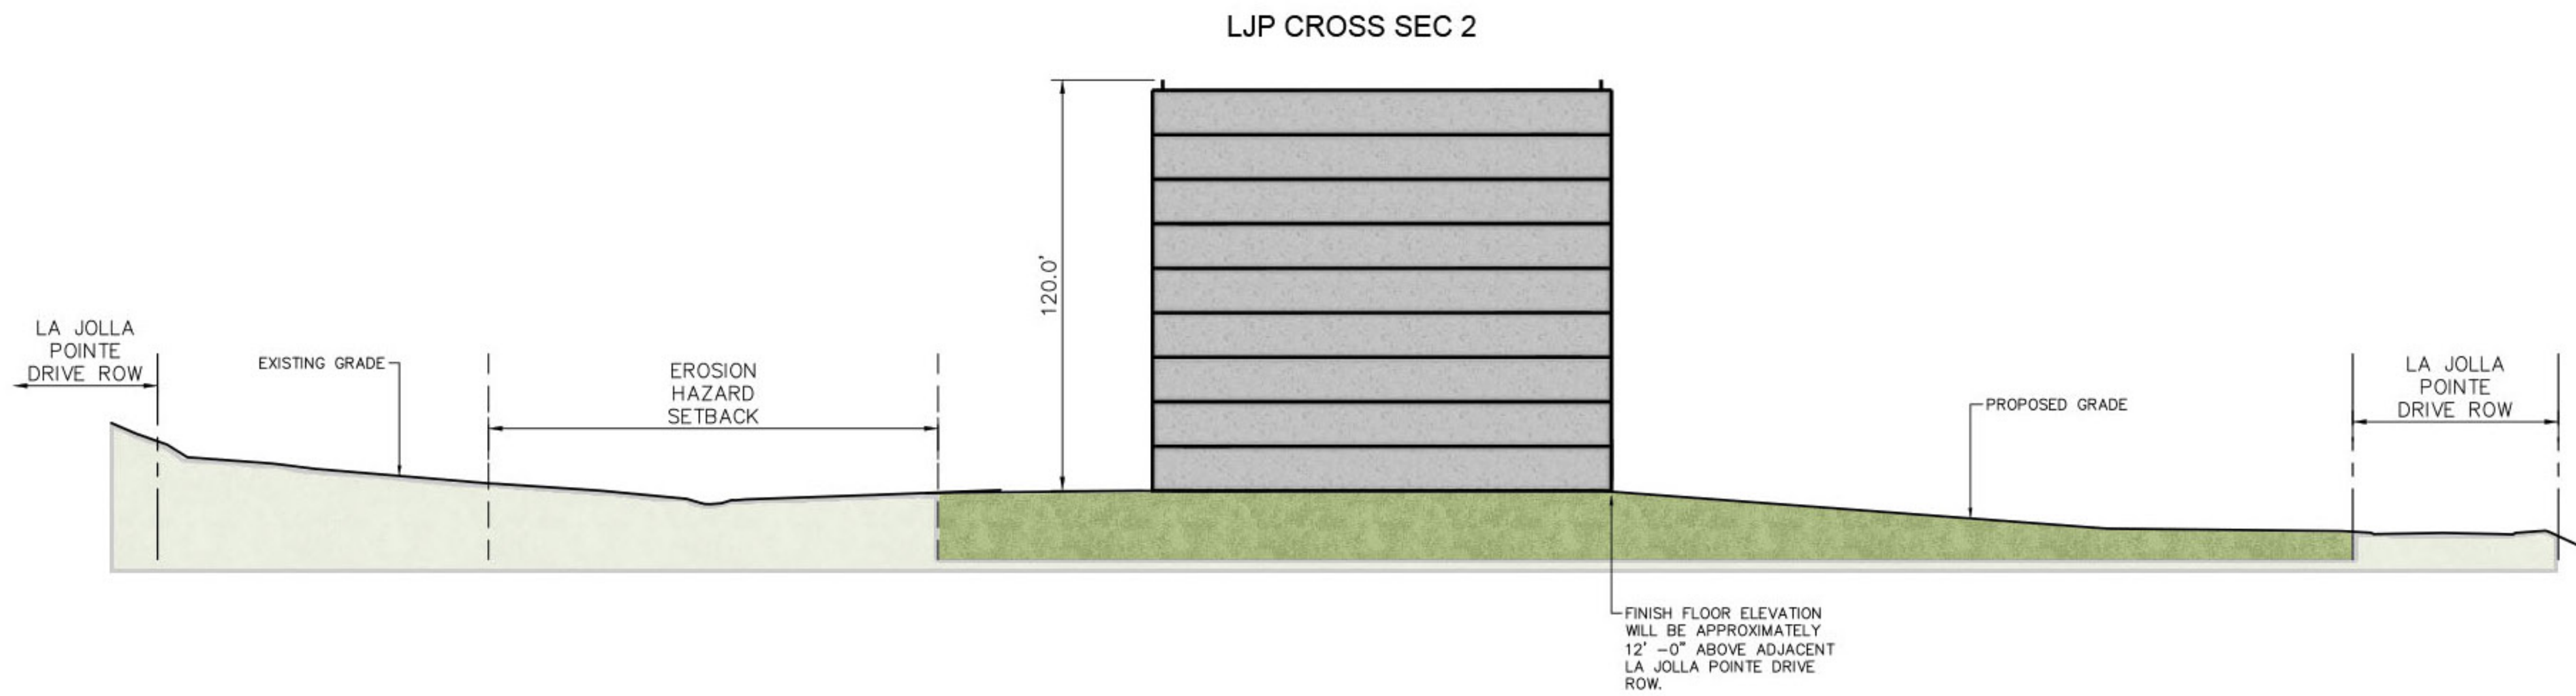 LJP CROSS SEC 2
120.0'
LA JOLLA
POINTE
DRIVE ROW
EXISTING GRADE
EROSION
HAZARD
SETBACK
PROPOSED GRADE
LA JOLLA
POINTE
DRIVE ROW
FINISH FLOOR ELEVATION
WILL BE APPROXIMATELY
12' -0" ABOVE ADJACENT
LA JOLLA POINTE DRIVE
ROW.